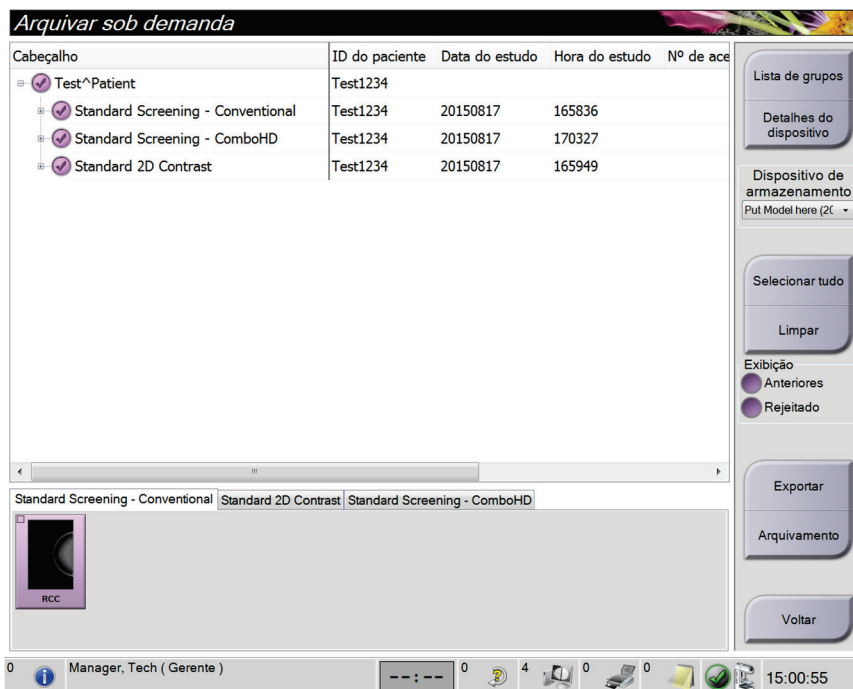 Arquivar sob demanda
Cabeçalho ID do paciente Data do estudo Hora do estudo Nº de ace
Test^Patient Test1234
Standard Screening - Conventional Test1234 20150817 165836
Standard Screening - ComboHD Test1234 20150817 170327
Standard 2D Contrast Test1234 20150817 165949
Lista de grupos
Detalhes do
dispositivo
Dispositivo de
armazenamento
Put Model here (20
Selecionar tudo
Limpar
Exibição
Anteriores
Rejeitado
Exportar
Arquivamento
Voltar
Standard Screening - Conventional Standard 2D Contrast Standard Screening - ComboHD
RCC
0 Manager, Tech ( Gerente ) --:-- 0 4 0 0 15:00:55